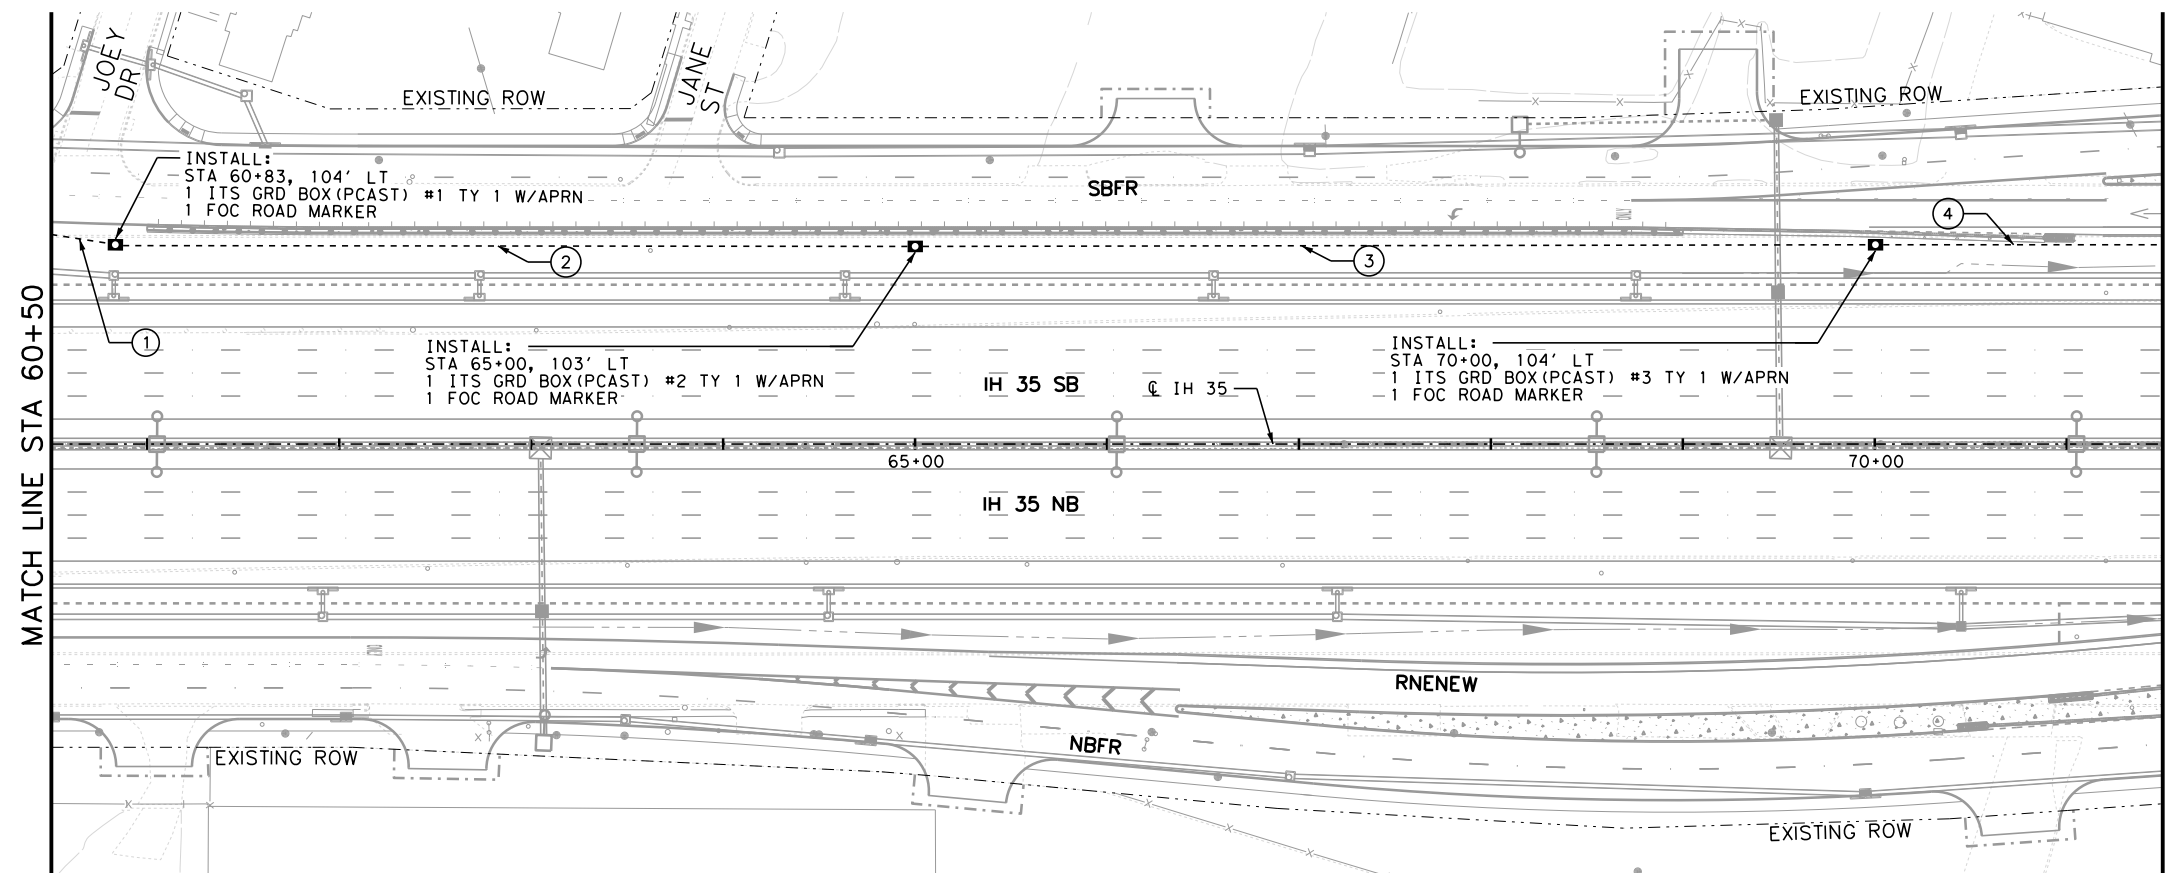 JOEY
DR
JANE
ST
EXISTING ROW
EXISTING ROW
INSTALL:
STA 60+83, 104' LT
1 ITS GRD BOX(PCAST) #1 TY 1 W/APRN
1 FOC ROAD MARKER
SBFR
4
2
3
1
MATCH LINE STA 60+50
INSTALL:
STA 65+00, 103' LT
1 ITS GRD BOX(PCAST) #2 TY 1 W/APRN
1 FOC ROAD MARKER
IH 35 SB
℄ IH 35
INSTALL:
STA 70+00, 104' LT
1 ITS GRD BOX(PCAST) #3 TY 1 W/APRN
1 FOC ROAD MARKER
65+00
70+00
IH 35 NB
RNENEW
NBFR
EXISTING ROW
EXISTING ROW